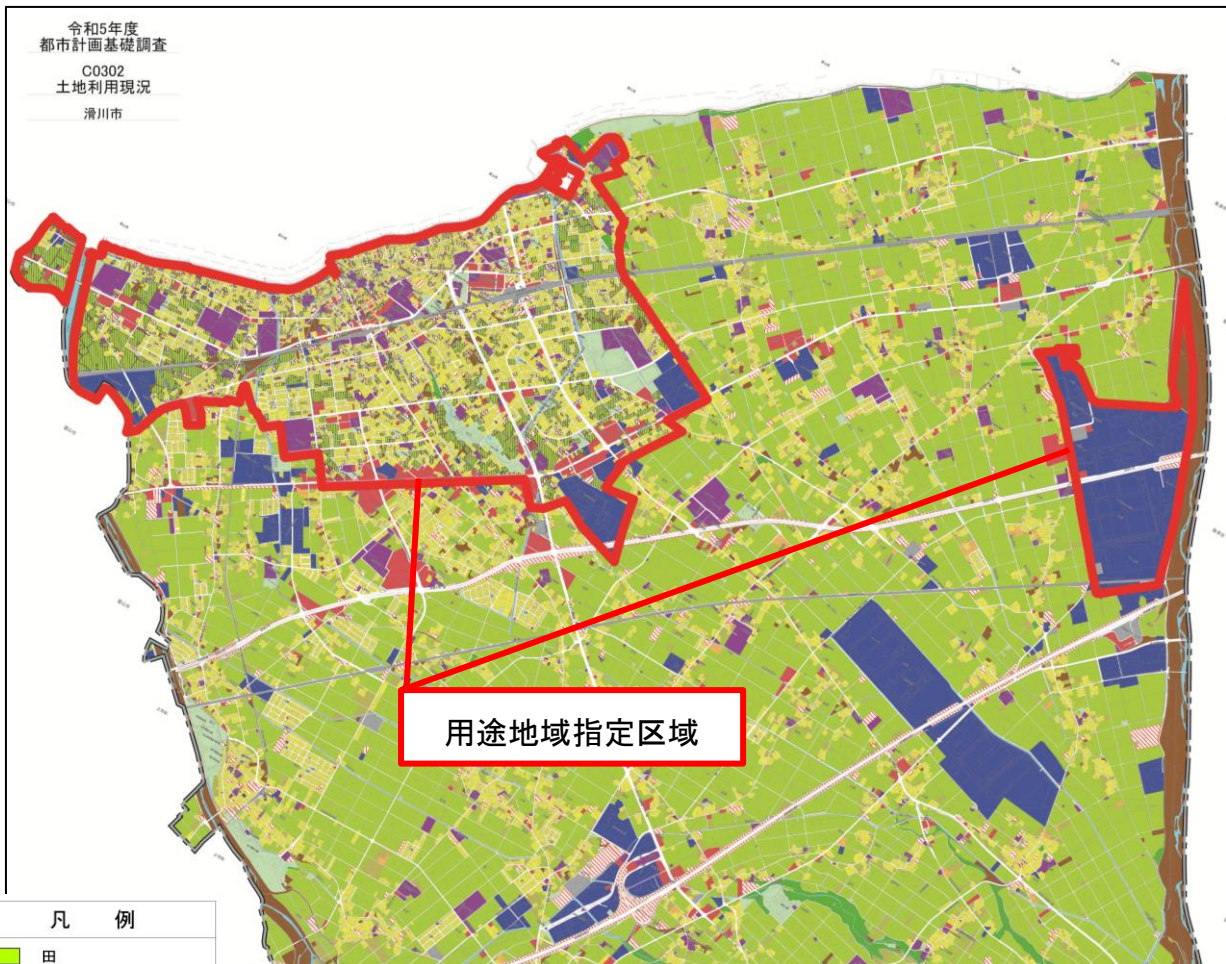 令和5年度
都市計画基礎調査
C0302
土地利用現況
滑川市
用途地域指定区域
凡 例
田